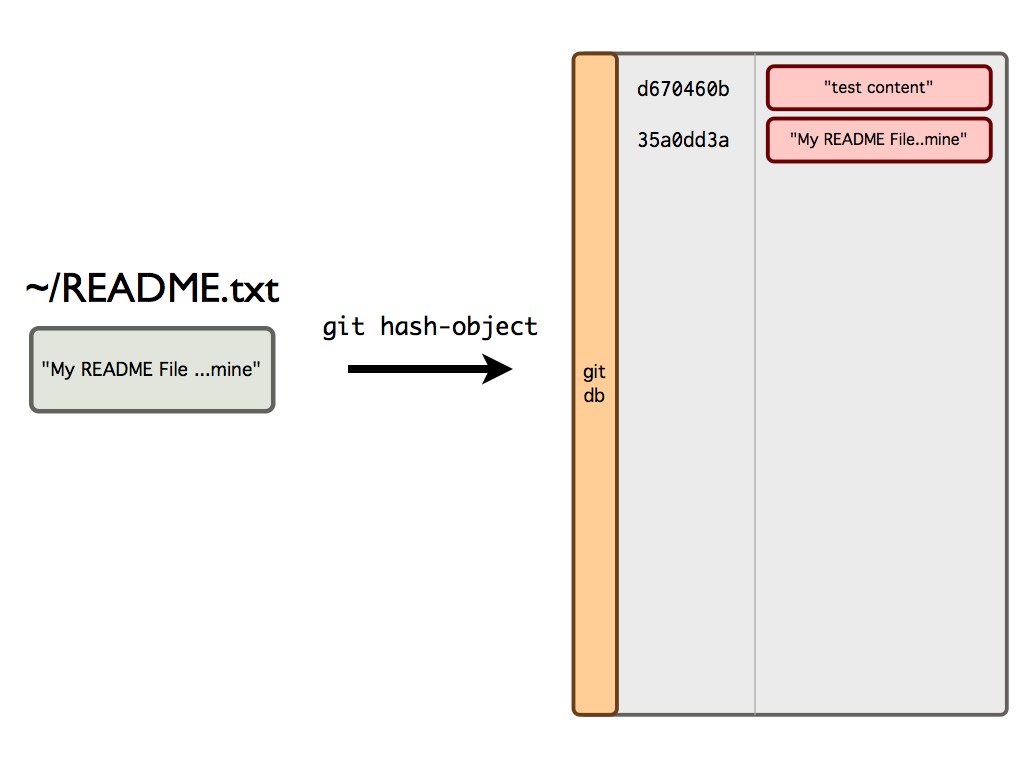 ~/README.txt
"My README File ...mine"
git hash-object
git
db
d670460b
"test content"
35a0dd3a
"My README File..mine"